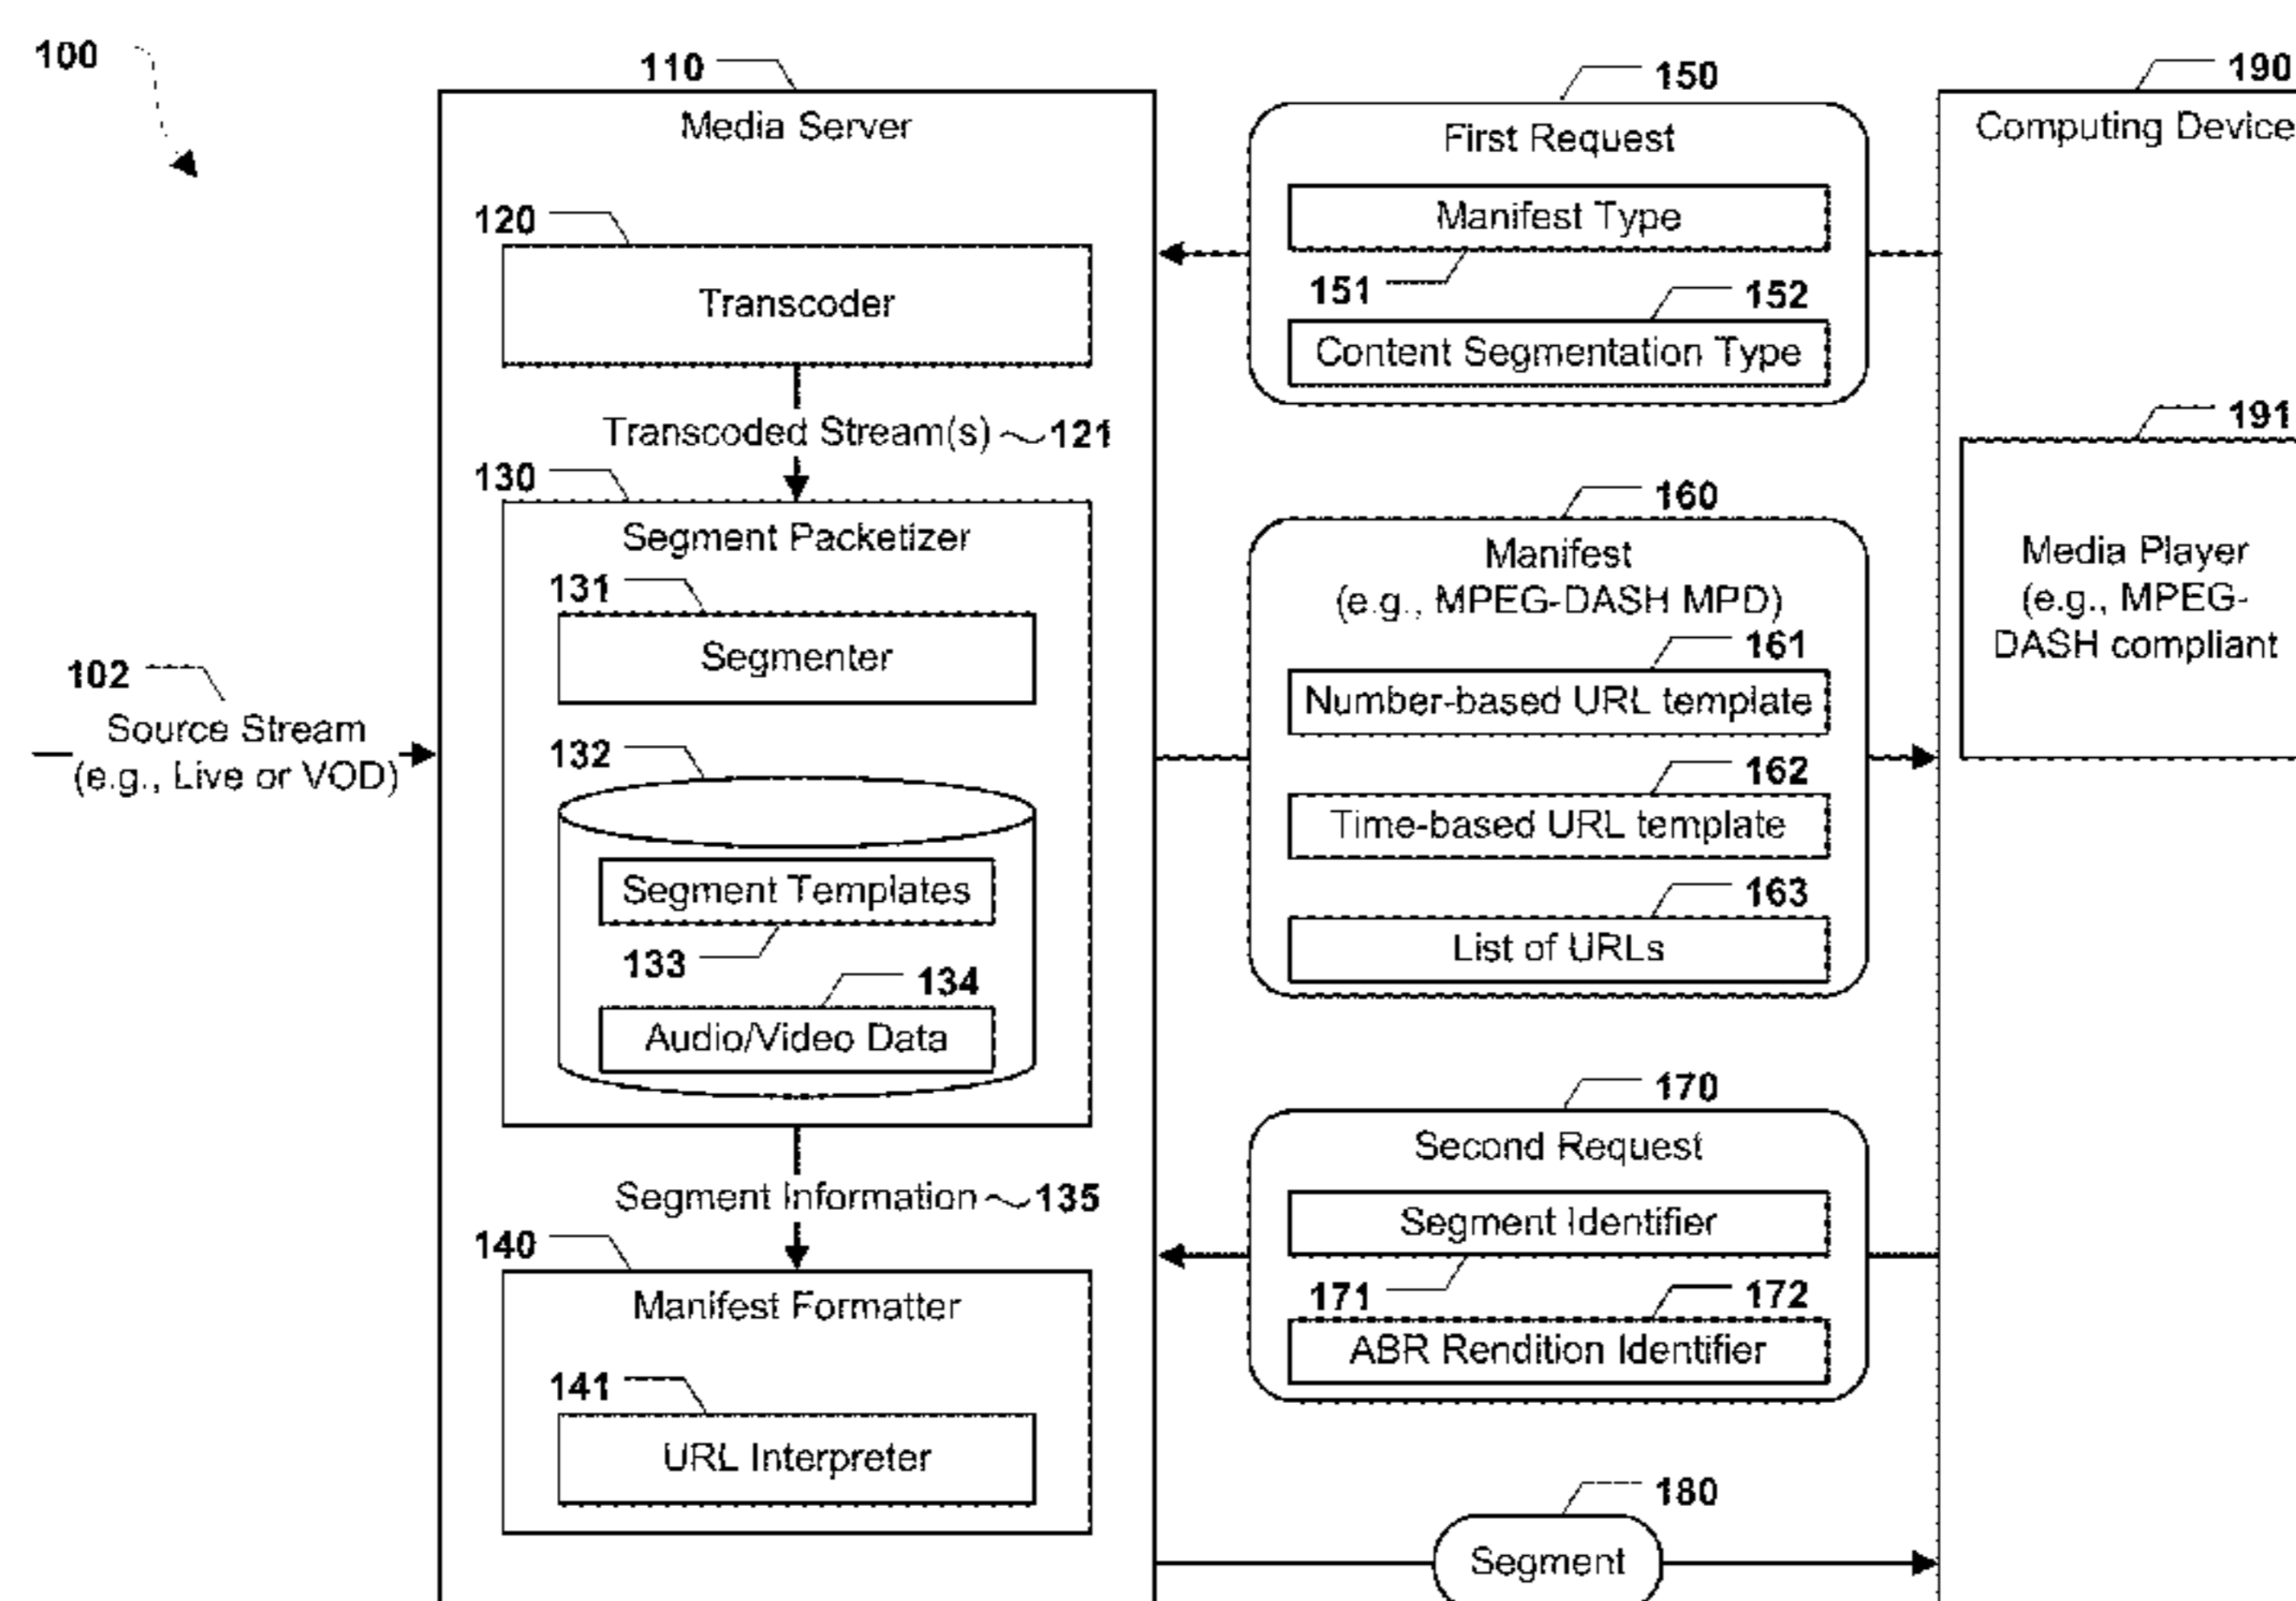 100
110
Media Server
120
Transcoder
Transcoded Stream(s) 121
130
Segment Packetizer
131
Segmenter
132
Segment Templates
133
134
Audio/Video Data
Segment Information 135
140
Manifest Formatter
141
URL Interpreter
102
Source Stream
(e.g., Live or VOD)
150
First Request
Manifest Type
151
152
Content Segmentation Type
160
Manifest
(e.g., MPEG-DASH MPD)
161
Number-based URL template
162
Time-based URL template
163
List of URLs
170
Second Request
Segment Identifier
171
172
ABR Rendition Identifier
180
Segment
190
Computing Device
191
Media Player
(e.g., MPEG-
DASH compliant